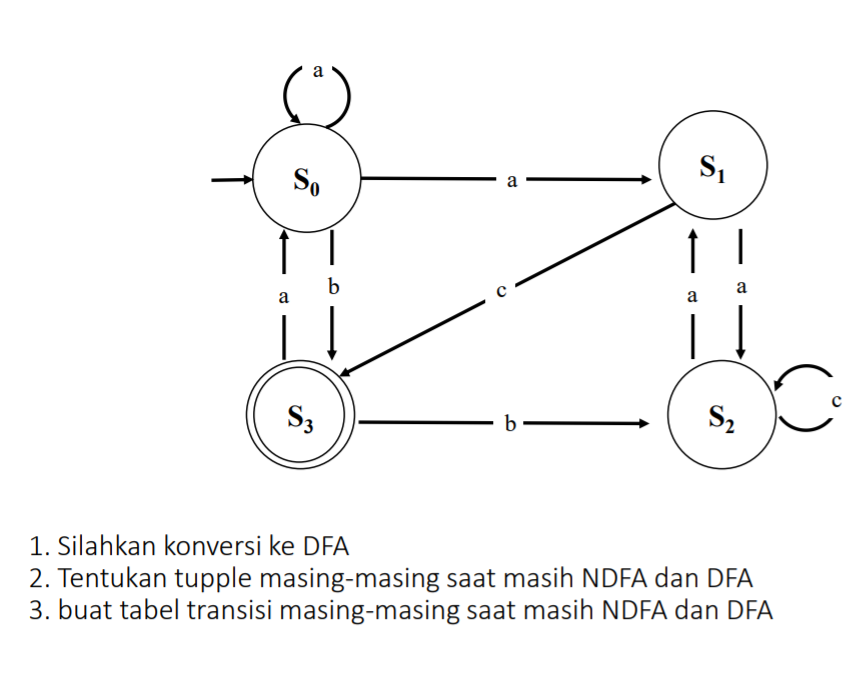 a
S0
a
S1
a
b
c
a
a
c
S3
b
S2
1. Silahkan konversi ke DFA
2. Tentukan tupple masing-masing saat masih NDFA dan DFA
3. buat tabel transisi masing-masing saat masih NDFA dan DFA